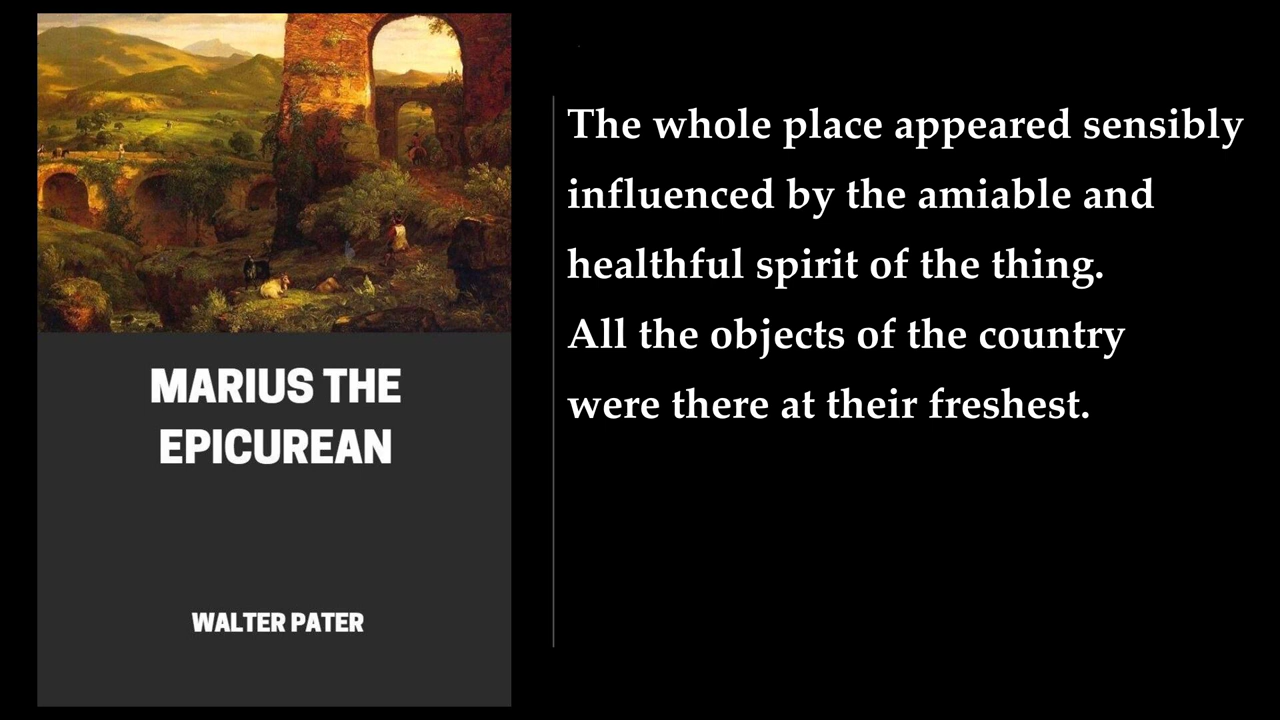 MARIUS THE
EPICUREAN
WALTER PATER
The whole place appeared sensibly
influenced by the amiable and
healthful spirit of the thing.
All the objects of the country
were there at their freshest.